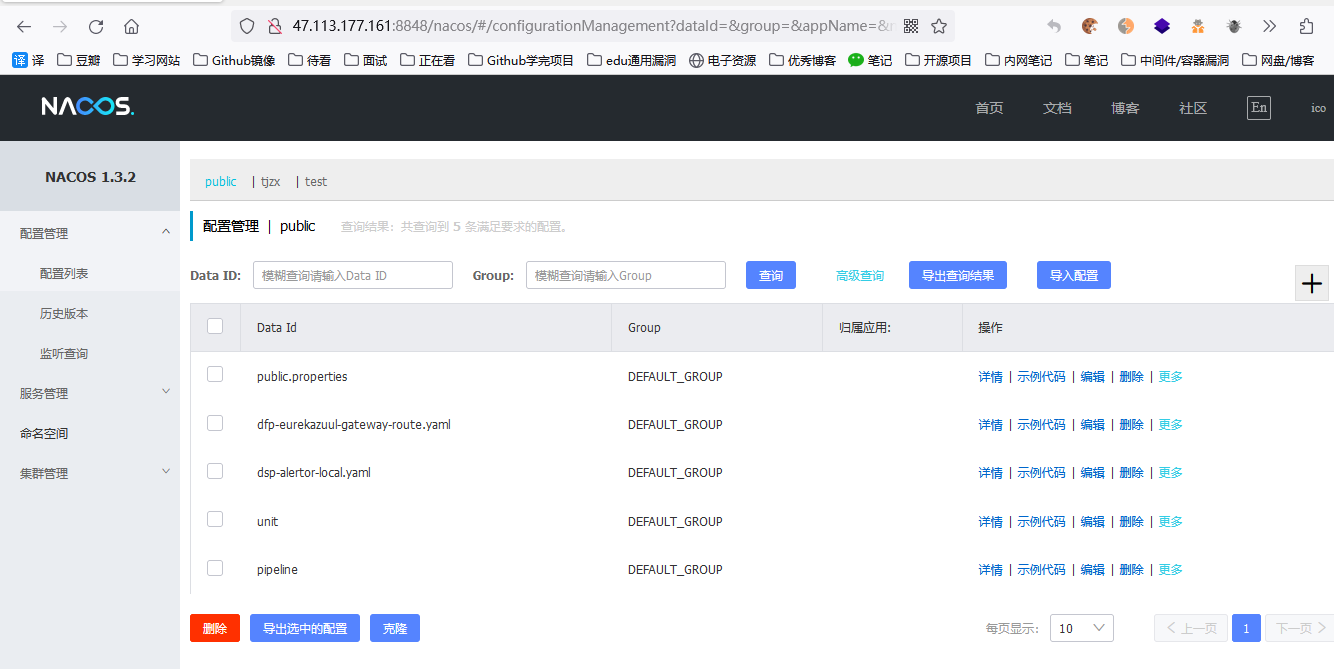 47.113.177.161:8848/nacos/#/configurationManagement?dataId=&group=&appName=&
译 译 豆瓣 学习网站 Github镜像 待看 面试 正在看 Github学完项目 edu通用漏洞 电子资源 优秀博客 笔记 开源项目 内网笔记 笔记 中间件/容器漏洞 网盘/博客
NACOS. 首页 文档 博客 社区 En ico
NACOS 1.3.2
配置管理
配置列表
历史版本
监听查询
服务管理
命名空间
集群管理
public | tjzx | test
配置管理 | public 查询结果：共查询到 5 条满足要求的配置。
Data ID: 模糊查询请输入Data ID Group: 模糊查询请输入Group 查询 高级查询 导出查询结果 导入配置
Data Id Group 归属应用: 操作
public.properties DEFAULT_GROUP 详情 | 示例代码 | 编辑 | 删除 | 更多
dfp-eurekazuul-gateway-route.yaml DEFAULT_GROUP 详情 | 示例代码 | 编辑 | 删除 | 更多
dsp-alertor-local.yaml DEFAULT_GROUP 详情 | 示例代码 | 编辑 | 删除 | 更多
unit DEFAULT_GROUP 详情 | 示例代码 | 编辑 | 删除 | 更多
pipeline DEFAULT_GROUP 详情 | 示例代码 | 编辑 | 删除 | 更多
删除 导出选中的配置 克隆 每页显示: 10 上一页 1 下一页